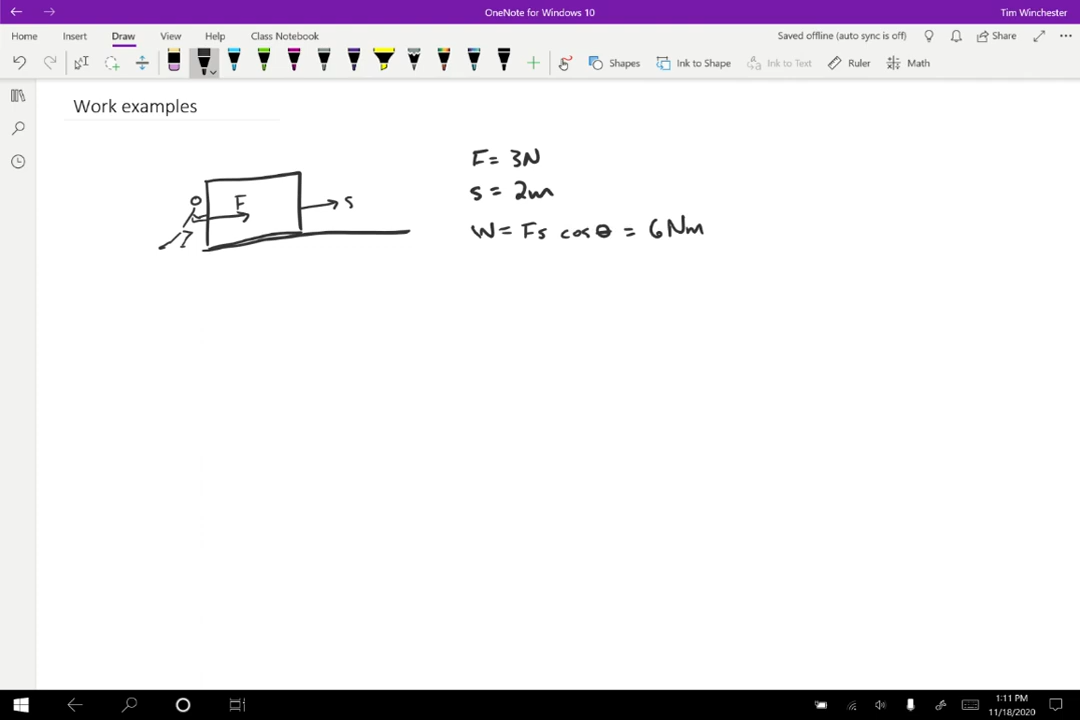 OneNote for Windows 10
Tim Winchester
Home Insert Draw View Help Class Notebook
Saved offline (auto sync is off) Share
Shapes Ink to Shape Ink to Text Ruler Math
Work examples
F= 3N
s = 2m
W= Fs cosθ = 6Nm
F
s
1:11 PM
11/18/2020